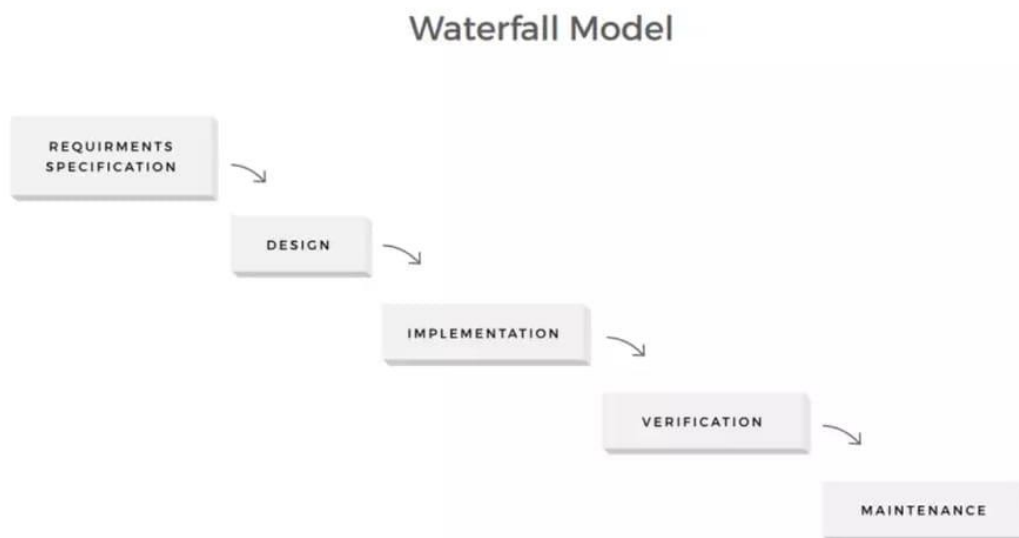 Waterfall Model
REQUIRMENTS
SPECIFICATION
DESIGN
IMPLEMENTATION
VERIFICATION
MAINTENANCE